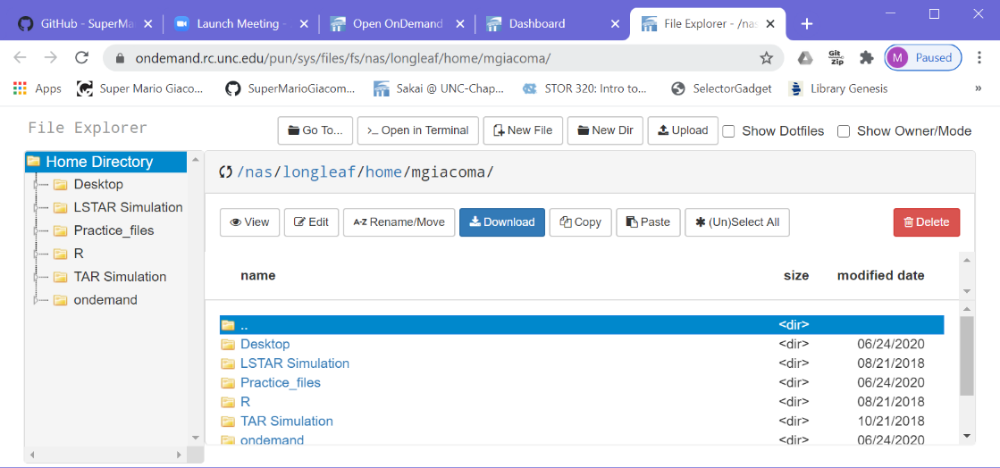 GitHub - SuperMa
Launch Meeting -
Open OnDemand
Dashboard
File Explorer - /nas
ondemand.rc.unc.edu/pun/sys/files/fs/nas/longleaf/home/mgiacoma/
Git Zip
M Paused
Apps
Super Mario Giaco...
SuperMarioGiacom...
Sakai @ UNC-Chap...
STOR 320: Intro to...
SelectorGadget
Library Genesis
»
File Explorer
Go To...
>_ Open in Terminal
New File
New Dir
Upload
Show Dotfiles
Show Owner/Mode
Home Directory
Desktop
LSTAR Simulation
Practice_files
R
TAR Simulation
ondemand
/nas/longleaf/home/mgiacoma/
View
Edit
A-Z Rename/Move
Download
Copy
Paste
✱ (Un)Select All
Delete
name size modified date
.. <dir>
Desktop <dir> 06/24/2020
LSTAR Simulation <dir> 08/21/2018
Practice_files <dir> 06/24/2020
R <dir> 08/21/2018
TAR Simulation <dir> 10/21/2018
ondemand <dir> 06/24/2020